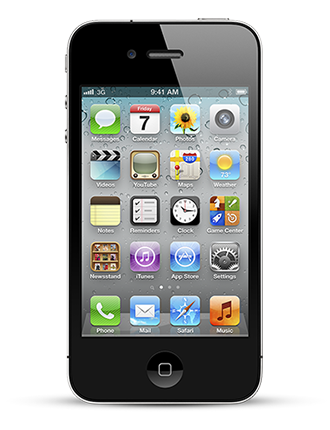 3G 9:41 AM
Friday
7 280 73°
Messages Calendar Photos Camera
Videos YouTube Maps Weather
Notes Reminders Clock Game Center
Newsstand iTunes App Store Settings
Phone Mail Safari Music